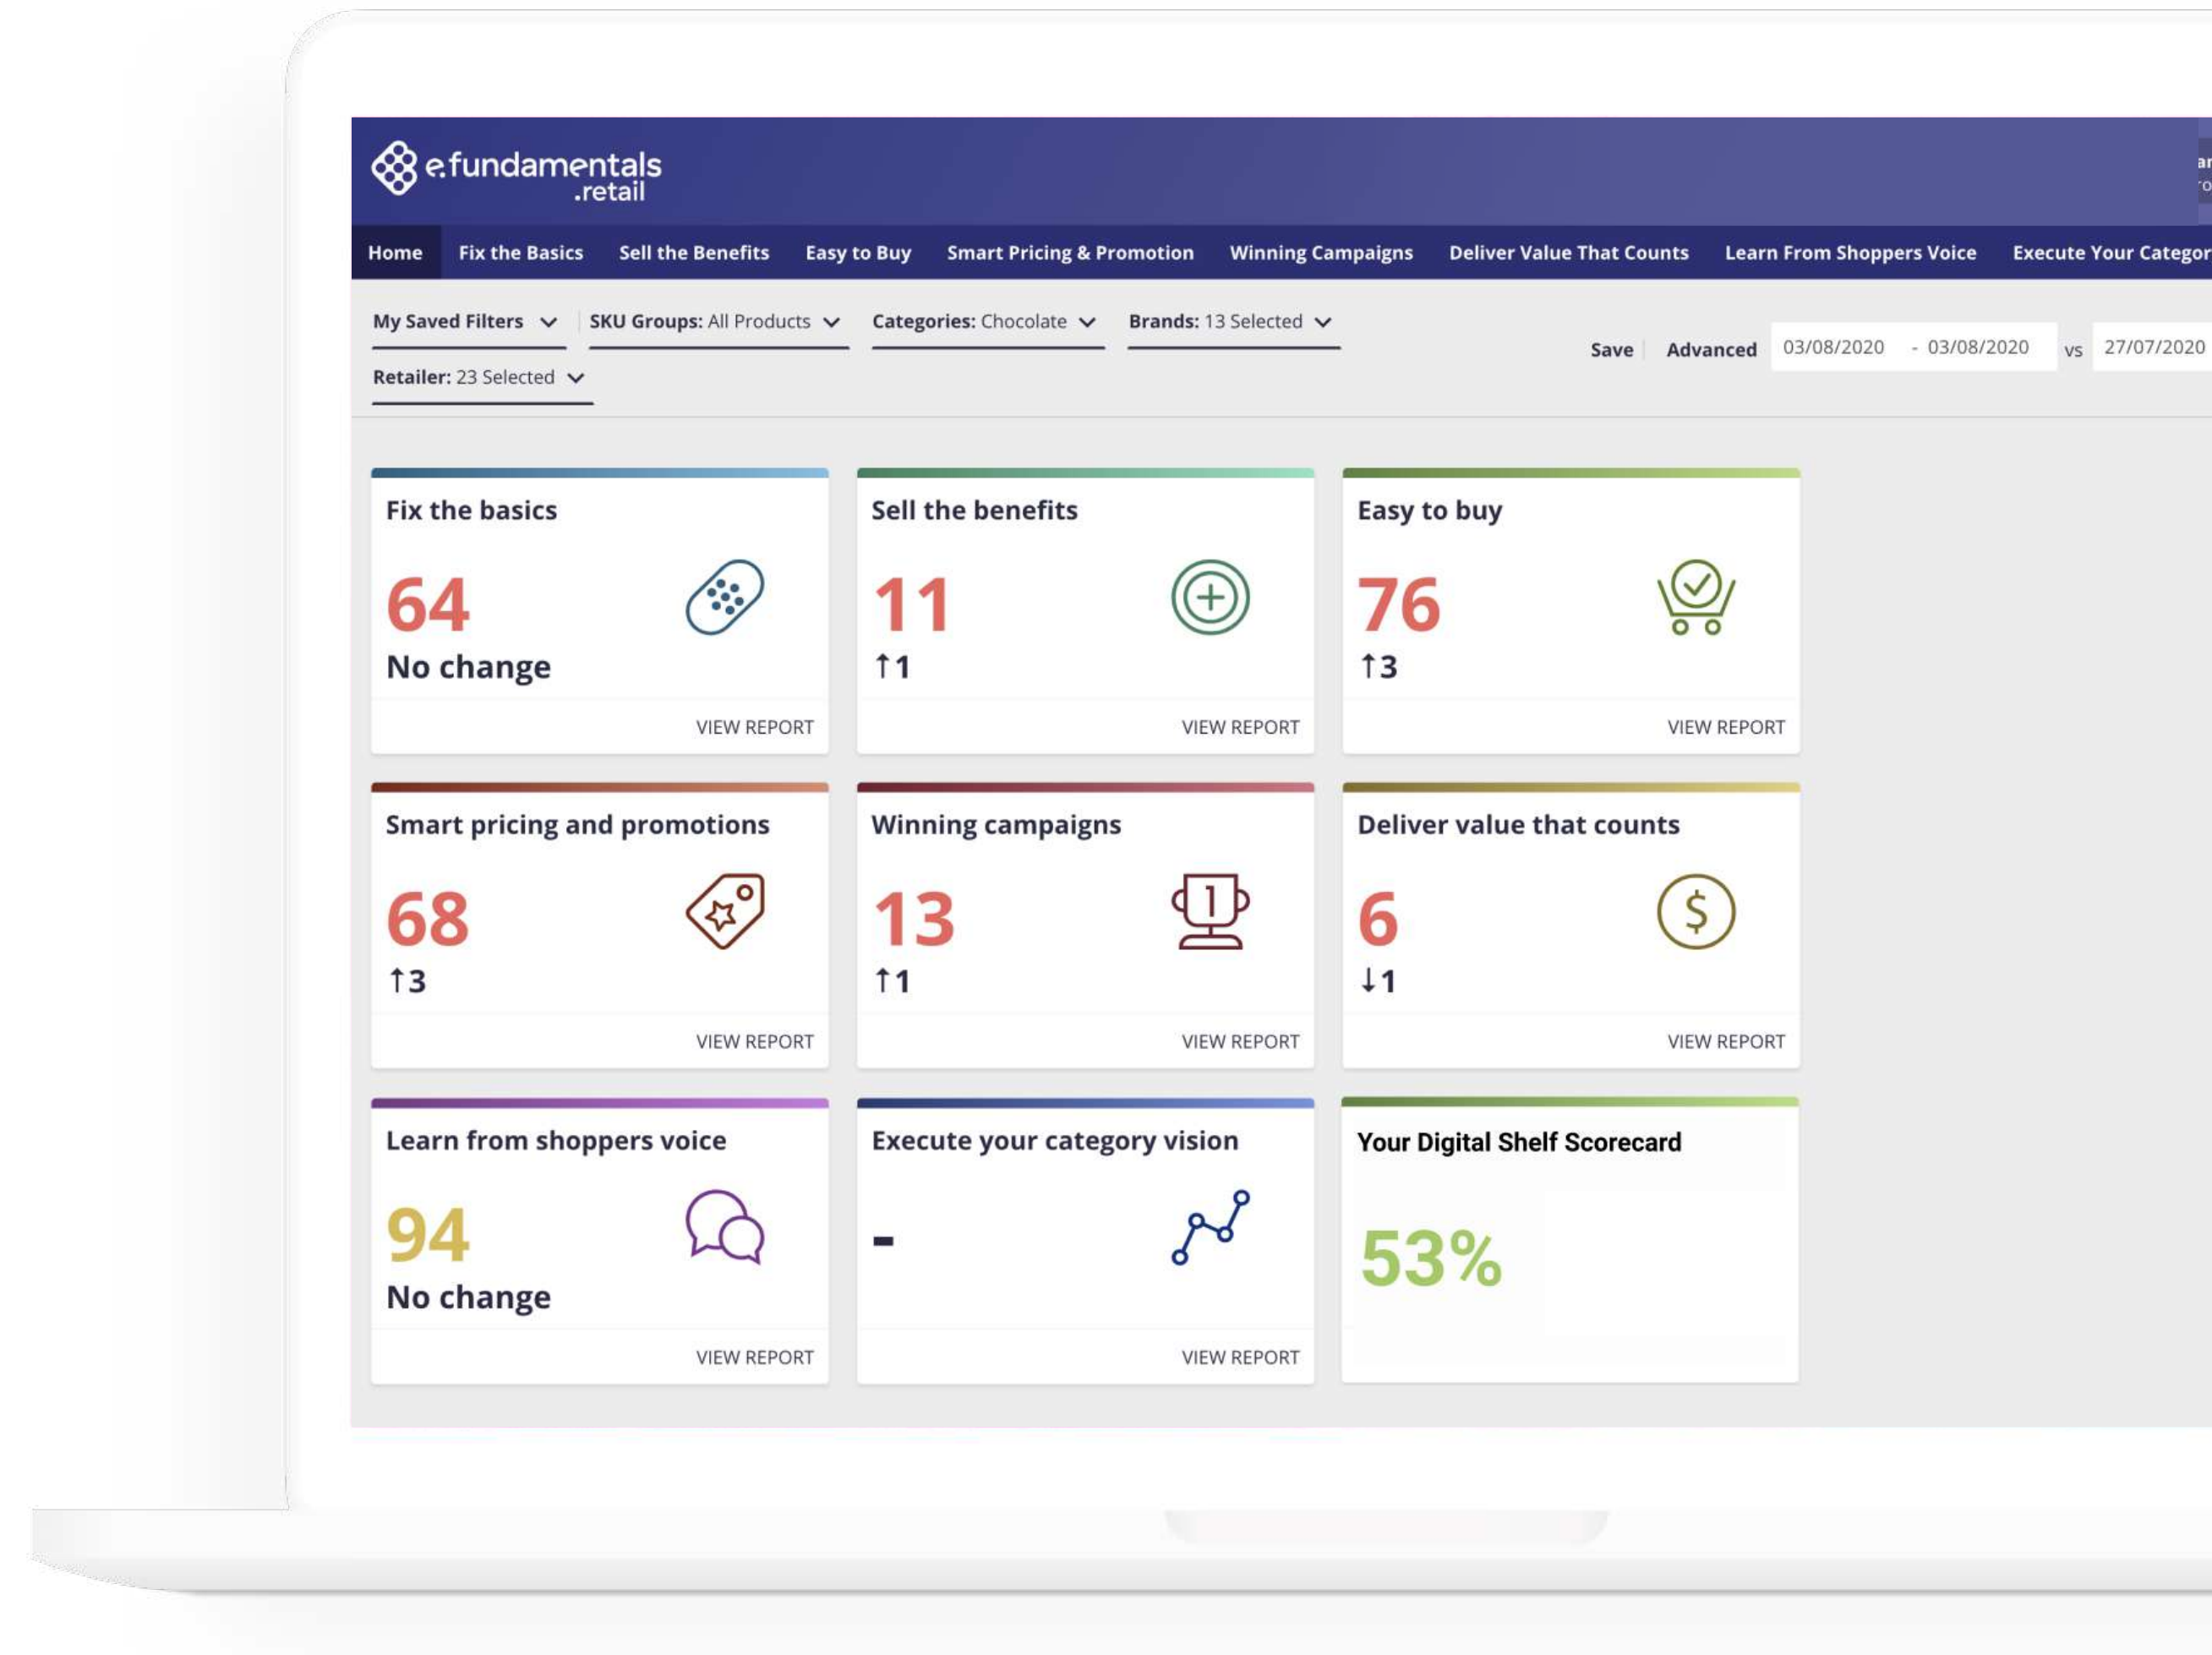 e.fundamentals
.retail
Home Fix the Basics Sell the Benefits Easy to Buy Smart Pricing & Promotion Winning Campaigns Deliver Value That Counts Learn From Shoppers Voice Execute Your Categor
My Saved Filters SKU Groups: All Products Categories: Chocolate Brands: 13 Selected
Save Advanced 03/08/2020 - 03/08/2020 vs 27/07/2020
Retailer: 23 Selected
Fix the basics
64
No change
VIEW REPORT
Sell the benefits
11
↑1
VIEW REPORT
Easy to buy
76
↑3
VIEW REPORT
Smart pricing and promotions
68
↑3
VIEW REPORT
Winning campaigns
13
1
↑1
VIEW REPORT
Deliver value that counts
6
$
↓1
VIEW REPORT
Learn from shoppers voice
94
No change
VIEW REPORT
Execute your category vision
-
VIEW REPORT
Your Digital Shelf Scorecard
53%